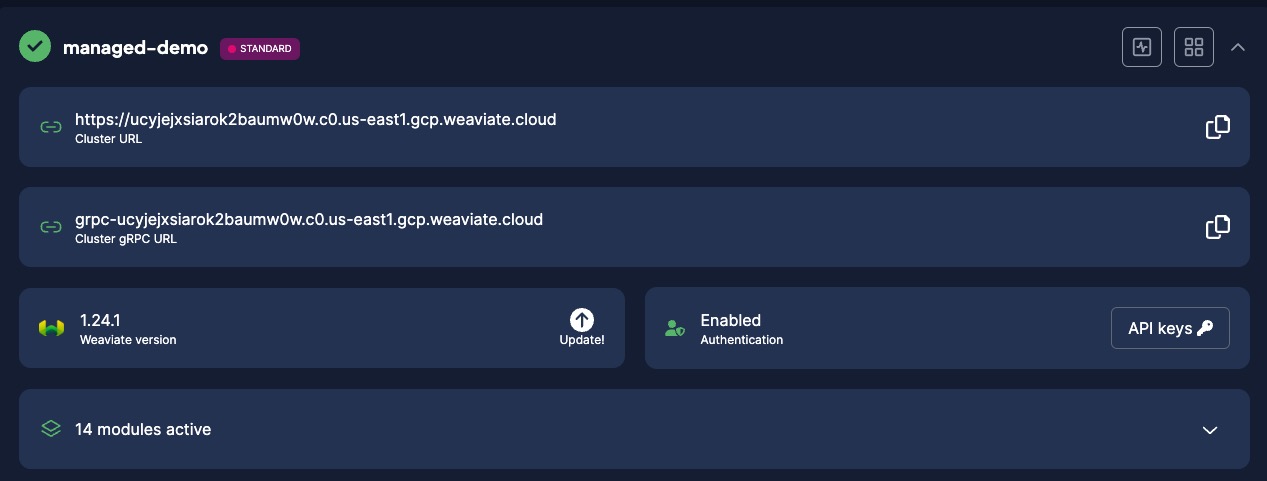 managed-demo
STANDARD
https://ucyjejxsiarok2baumw0w.c0.us-east1.gcp.weaviate.cloud
Cluster URL
grpc-ucyjejxsiarok2baumw0w.c0.us-east1.gcp.weaviate.cloud
Cluster gRPC URL
1.24.1
Weaviate version
Update!
Enabled
Authentication
API keys
14 modules active